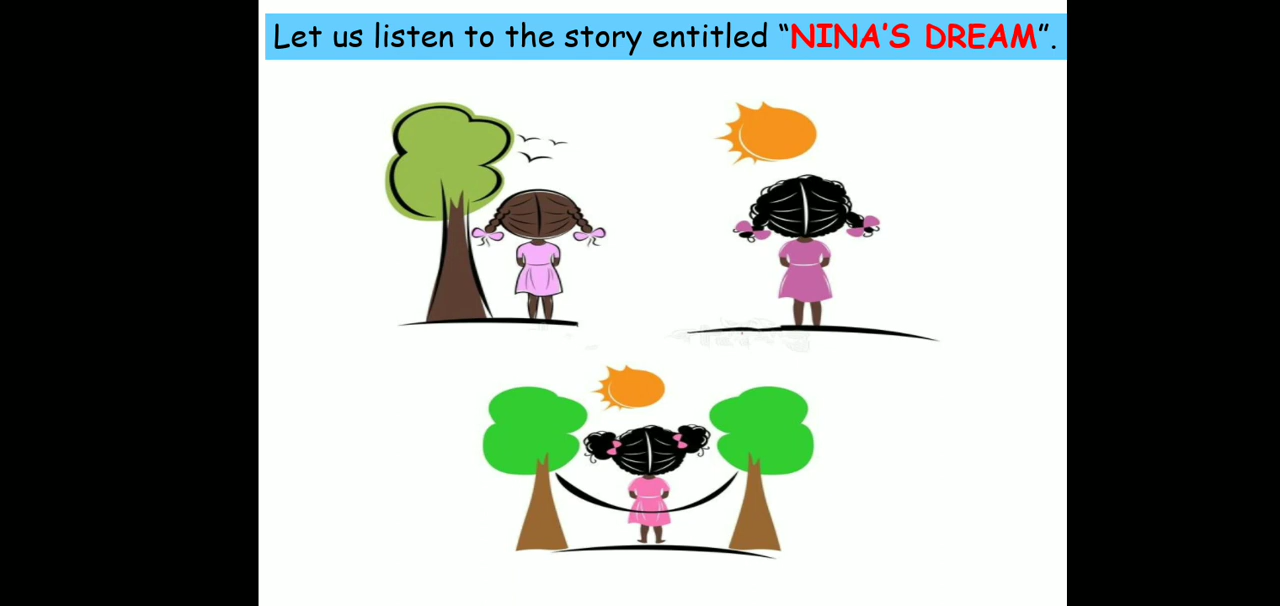 Let us listen to the story entitled “NINA’S DREAM”.